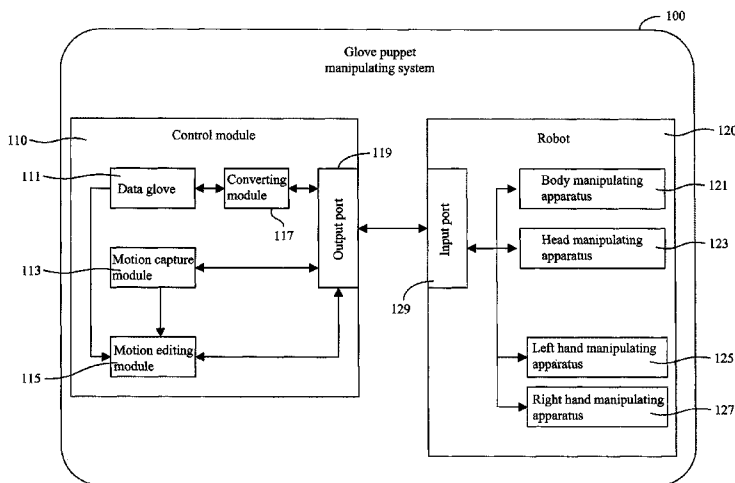 100
Glove puppet
manipulating system
110
Control module
119
111
Data glove
Converting
module
117
Output port
113
Motion capture
module
115
Motion editing
module
Robot
120
Input port
129
Body manipulating
apparatus
121
Head manipulating
apparatus
123
Left hand manipulating
apparatus
125
Right hand manipulating
apparatus
127